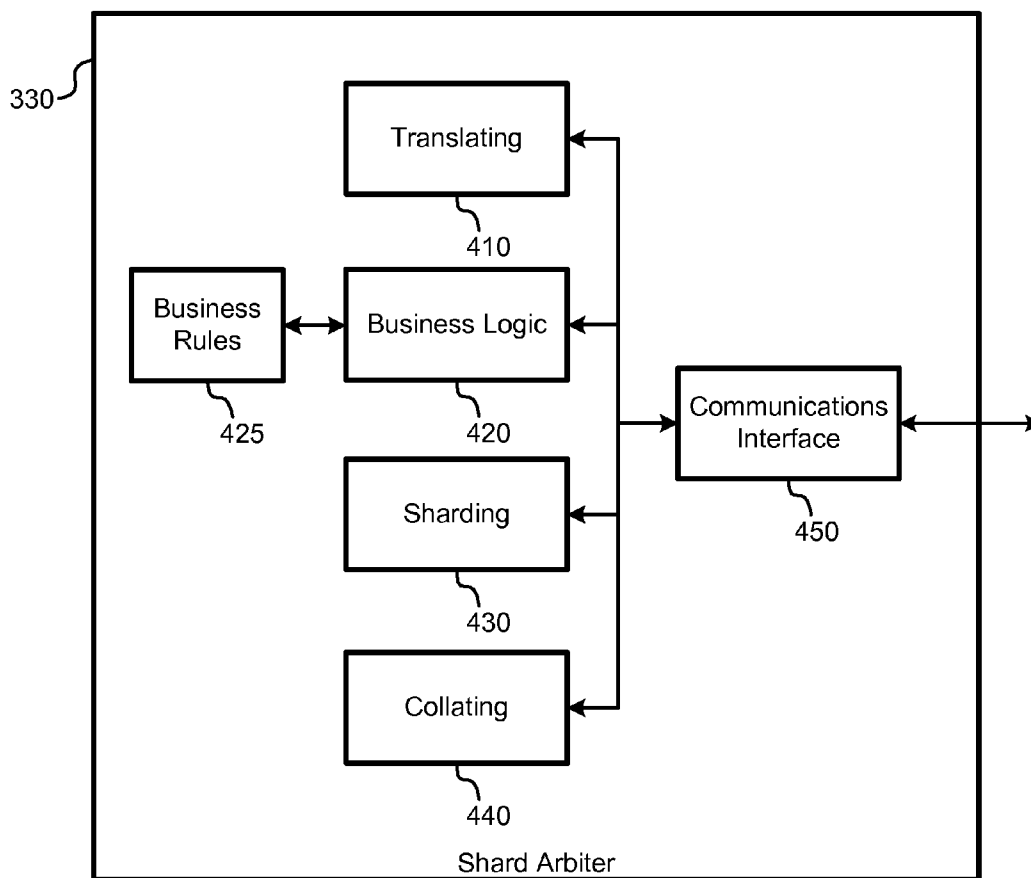 330
Translating
410
Business
Rules
425
Business Logic
420
Communications
Interface
450
Sharding
430
Collating
440
Shard Arbiter